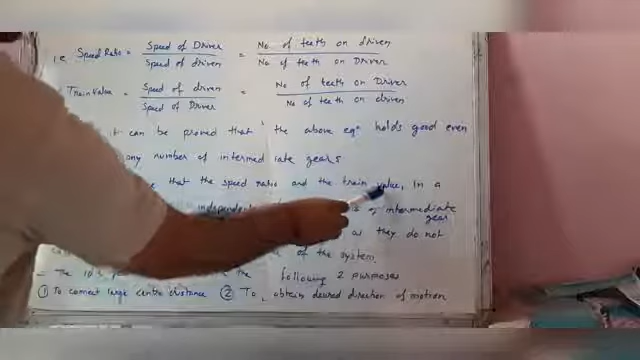 i.e Speed Ratio = Speed of Driver / Speed of driven = No of teeth on driven / No of teeth on Driver
Train Value = Speed of driven / Speed of Driver = No of teeth on Driver / No of teeth on driven
it can be proved that the above eqn holds good even
any number of intermediate gears
that the speed ratio and the train value, in a
independent of intermediate gear
as they do not
of the system.
The following 2 purposes
① To connect large centre distance ② To obtain desired direction of motion